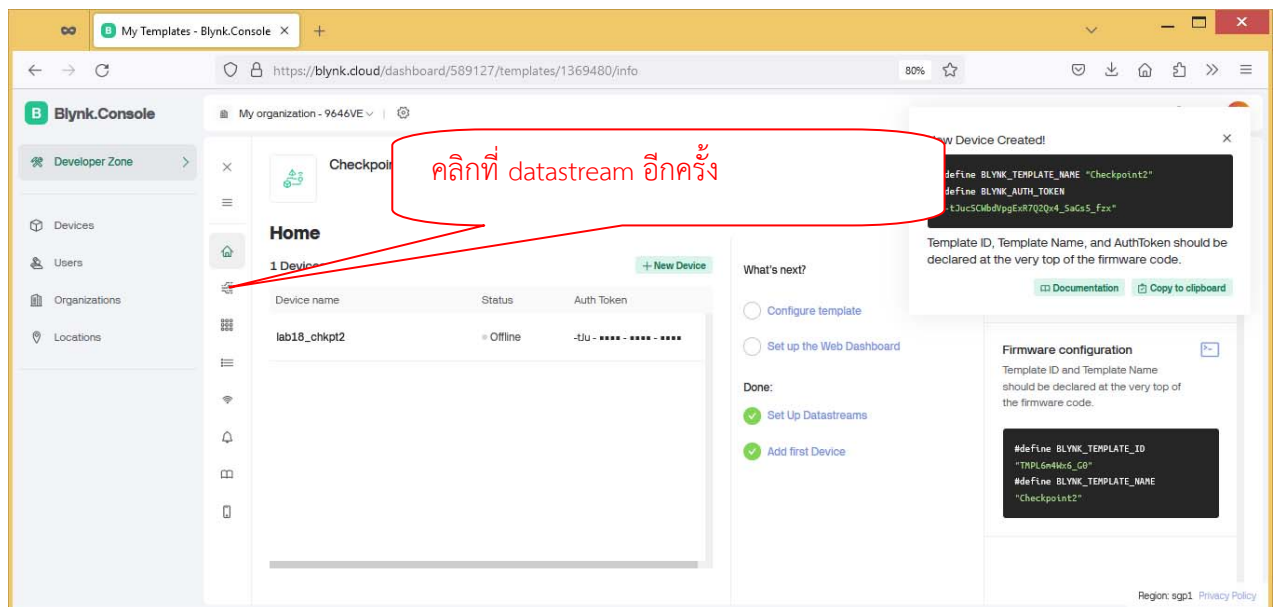 My Templates - Blynk.Console
https://blynk.cloud/dashboard/589127/templates/1369480/info
80%
B Blynk.Console
My organization - 9646VE
Developer Zone
Devices
Users
Organizations
Locations
คลิกที่ datastream อีกครั้ง
Home
+ New Device
Device name
Status
Auth Token
lab18_chkpt2
Offline
-tJu - ▪▪▪▪ - ▪▪▪▪ - ▪▪▪▪
What's next?
Configure template
Set up the Web Dashboard
Done:
Set Up Datastreams
Add first Device
Device Created!
define BLYNK_TEMPLATE_NAME "Checkpoint2"
define BLYNK_AUTH_TOKEN
Template ID, Template Name, and AuthToken should be
declared at the very top of the firmware code.
Documentation
Copy to clipboard
Firmware configuration
Template ID and Template Name
should be declared at the very top of
the firmware code.
#define BLYNK_TEMPLATE_ID
"TMPL6m4Wx6_G0"
#define BLYNK_TEMPLATE_NAME
"Checkpoint2"
Region: sgp1 Privacy Policy